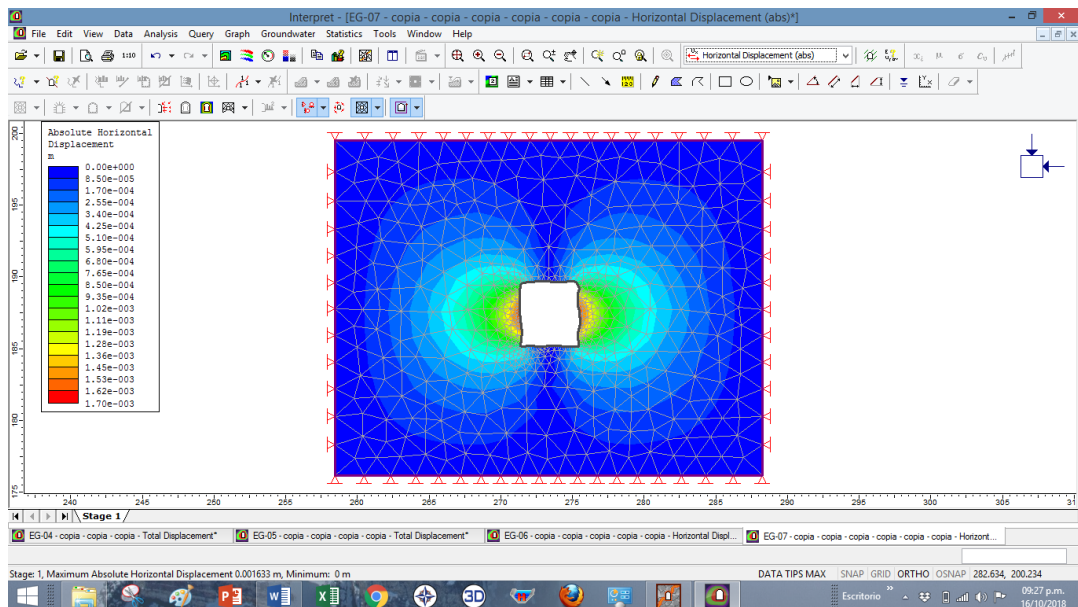 Interpret - [EG-07 - copia - copia - copia - copia - copia - copia - Horizontal Displacement (abs)*]
File Edit View Data Analysis Query Graph Groundwater Statistics Tools Window Help
1:10
Horizontal Displacement (abs)
Absolute Horizontal
Displacement
m
0.00e+000
8.50e-005
1.70e-004
2.55e-004
3.40e-004
4.25e-004
5.10e-004
5.95e-004
6.80e-004
7.65e-004
8.50e-004
9.35e-004
1.02e-003
1.11e-003
1.19e-003
1.28e-003
1.36e-003
1.45e-003
1.53e-003
1.62e-003
1.70e-003
200
195
190
185
180
175
240 245 250 255 260 265 270 275 280 285 290 295 300 305 31
Stage 1
EG-04 - copia - copia - copia - Total Displacement*
EG-05 - copia - copia - copia - copia - Total Displacement*
EG-06 - copia - copia - copia - copia - Horizontal Displ...
EG-07 - copia - copia - copia - copia - copia - copia - Horizont...
Stage: 1, Maximum Absolute Horizontal Displacement 0.001633 m, Minimum: 0 m
DATA TIPS MAX SNAP GRID ORTHO OSNAP 282.634, 200.234
Escritorio
09:27 p.m.
16/10/2018